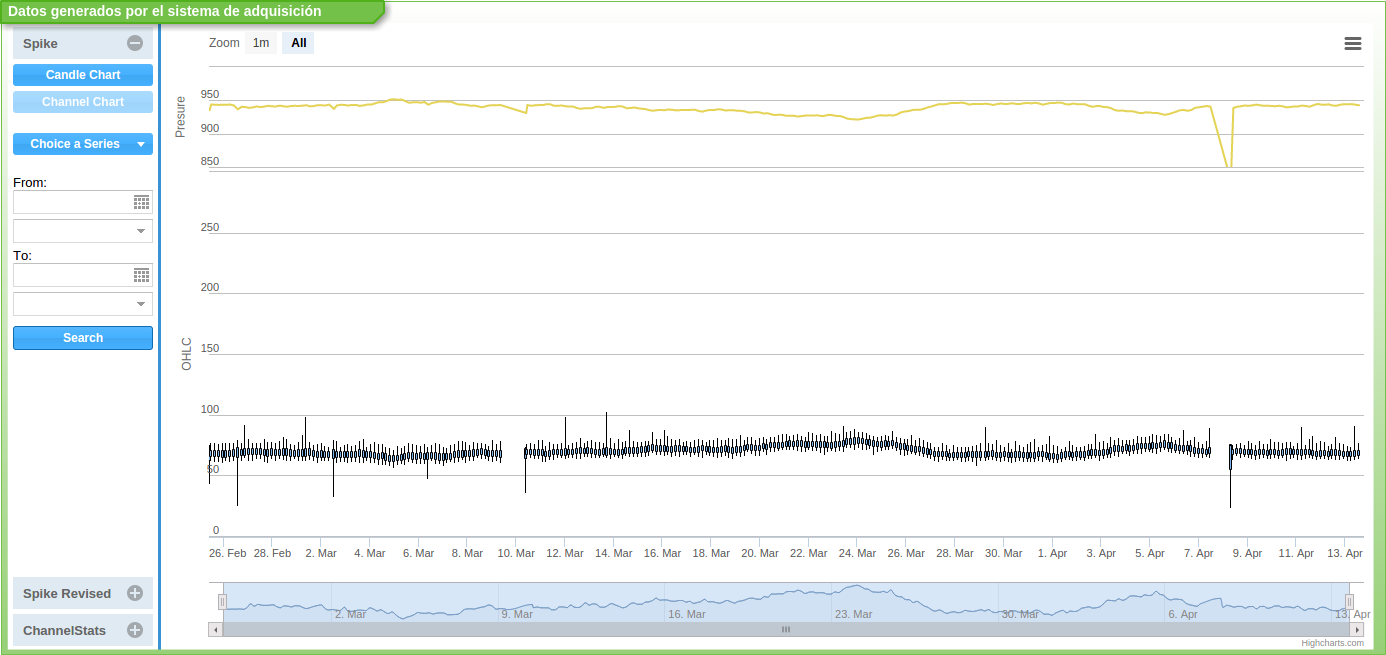 Datos generados por el sistema de adquisición
Spike
Candle Chart
Channel Chart
Choice a Series
From:
To:
Search
Spike Revised
ChannelStats
Zoom 1m All
Presure
950
900
850
OHLC
250
200
150
100
50
0
26. Feb 28. Feb 2. Mar 4. Mar 6. Mar 8. Mar 10. Mar 12. Mar 14. Mar 16. Mar 18. Mar 20. Mar 22. Mar 24. Mar 26. Mar 28. Mar 30. Mar 1. Apr 3. Apr 5. Apr 7. Apr 9. Apr 11. Apr 13. Apr
2. Mar 9. Mar 16. Mar 23. Mar 30. Mar 6. Apr 13. Apr
Highcharts.com